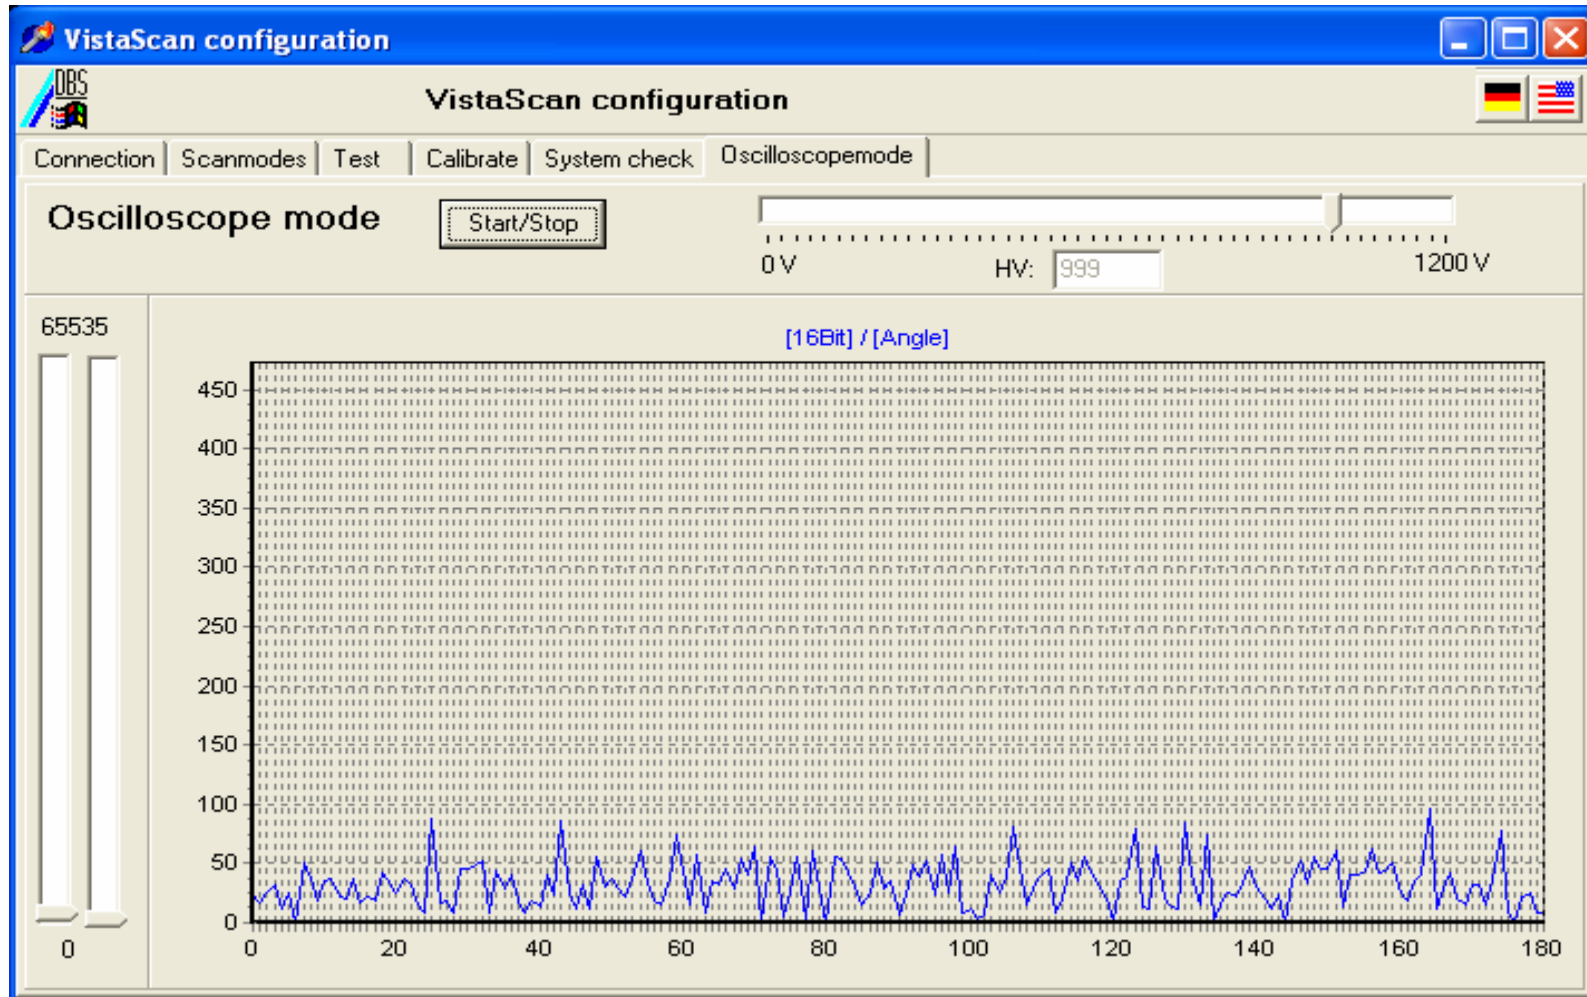 VistaScan configuration
DBS
VistaScan configuration
Connection Scanmodes Test Calibrate System check Oscilloscopemode
Oscilloscope mode Start/Stop
0 V HV: 999 1200 V
65535
[16Bit] / [Angle]
450
400
350
300
250
200
150
100
50
0
0 0 20 40 60 80 100 120 140 160 180